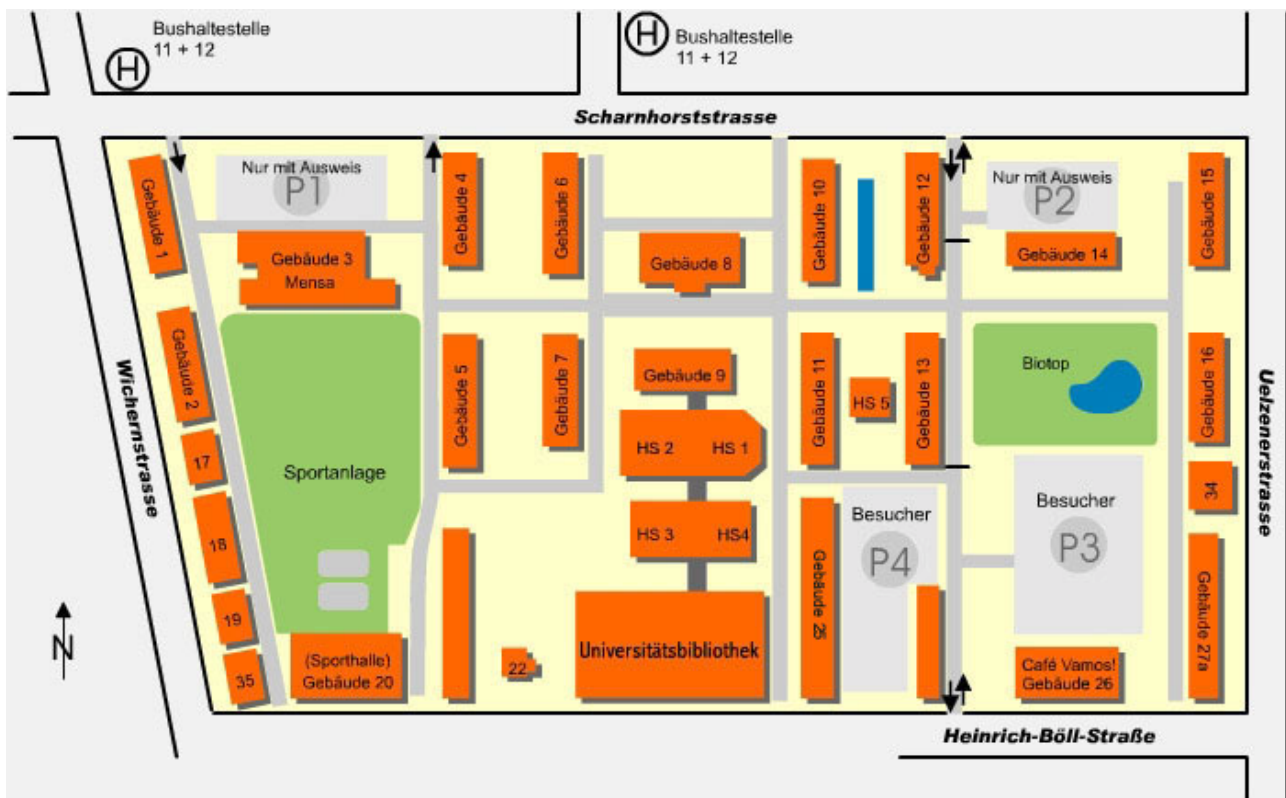 Bushaltestelle
11 + 12
H
Bushaltestelle
11 + 12
H
Scharnhorststrasse
Nur mit Ausweis
P1
Nur mit Ausweis
P2
Gebäude 1
Gebäude 3
Mensa
Gebäude 4
Gebäude 6
Gebäude 8
Gebäude 10
Gebäude 12
Gebäude 14
Gebäude 15
Gebäude 2
Gebäude 5
Gebäude 7
Gebäude 9
Gebäude 11
HS 5
Gebäude 13
Biotop
Gebäude 16
Wichernstrasse
Uelzenerstrasse
17
Sportanlage
HS 2
HS 1
34
18
HS 3
HS4
Gebäude 25
Besucher
P4
Besucher
P3
Gebäude 27a
19
35
(Sporthalle)
Gebäude 20
22
Universitätsbibliothek
Café Vamos!
Gebäude 26
N
Heinrich-Böll-Straße